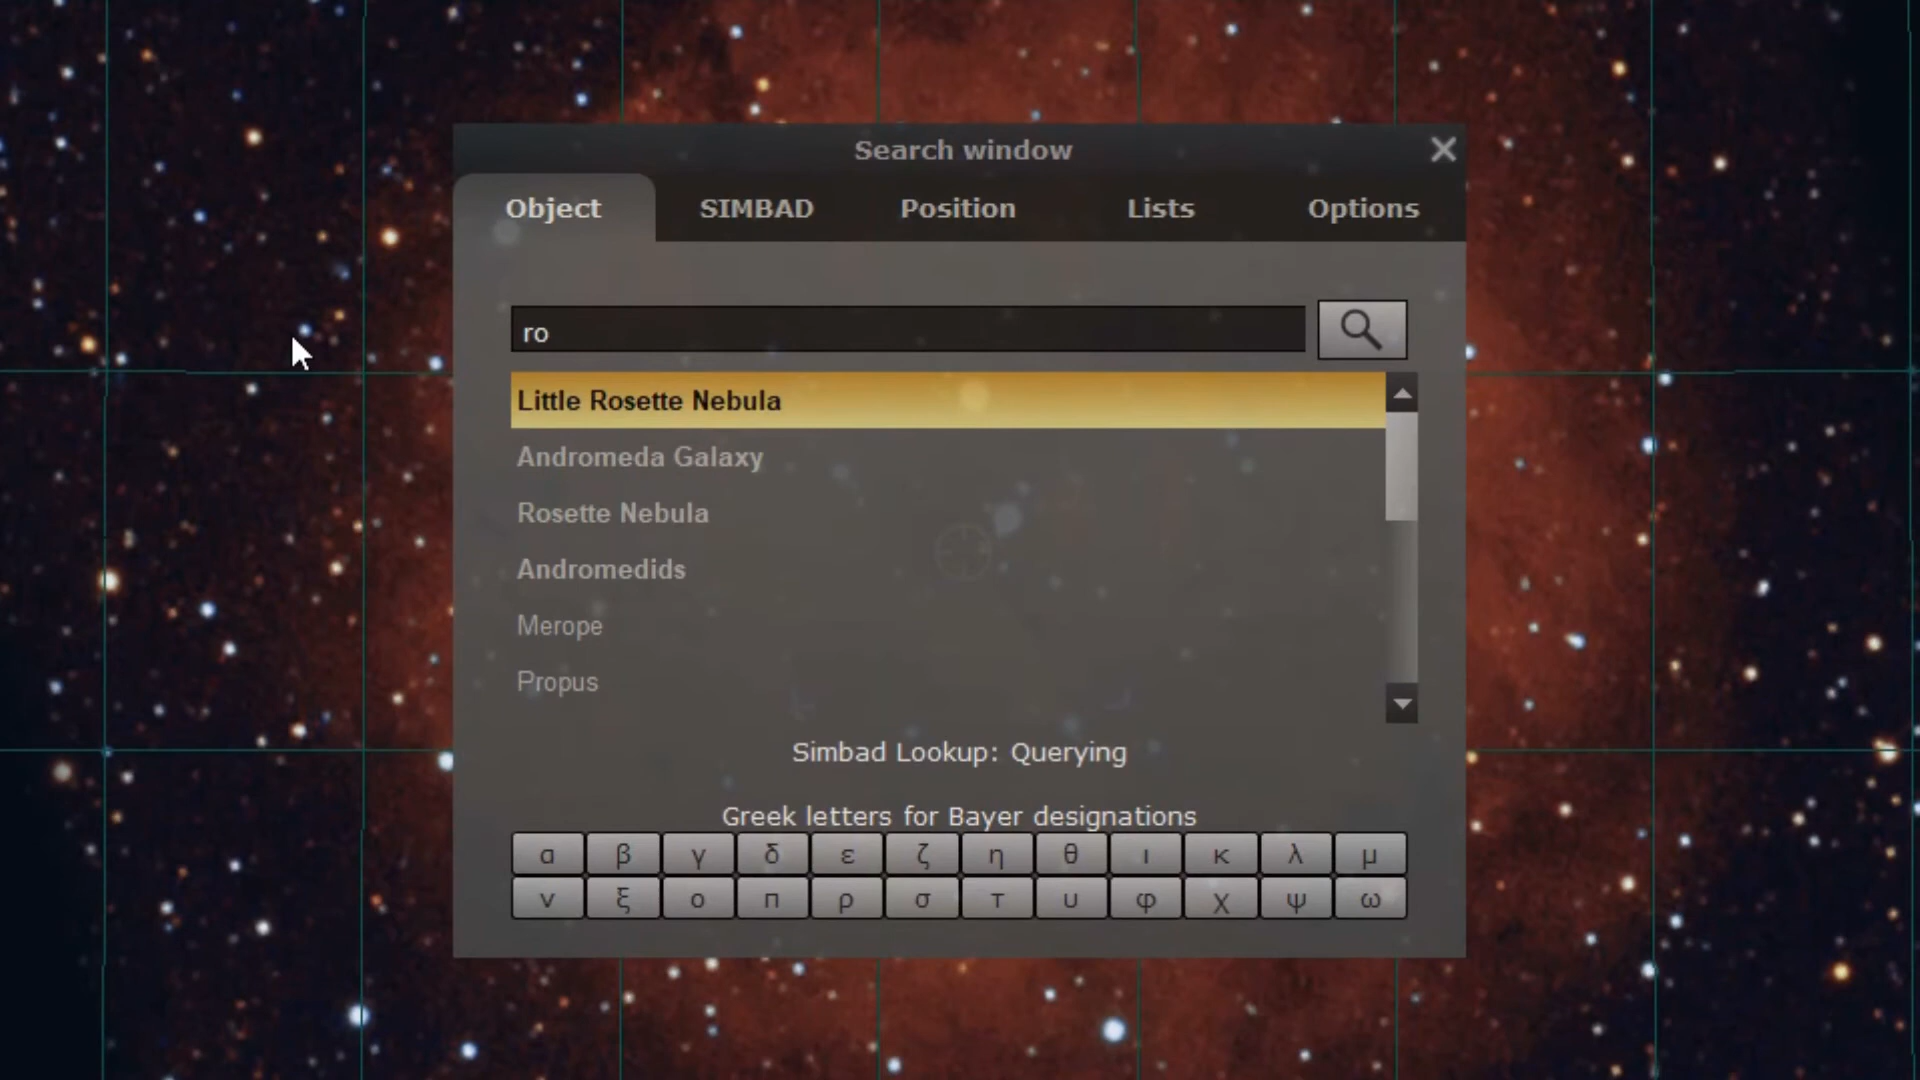 Search window
Object SIMBAD Position Lists Options
ro
Little Rosette Nebula
Andromeda Galaxy
Rosette Nebula
Andromedids
Merope
Propus
Simbad Lookup: Querying
Greek letters for Bayer designations
α β γ δ ε ζ η θ ι κ λ μ
ν ξ ο π ρ σ τ υ φ χ ψ ω